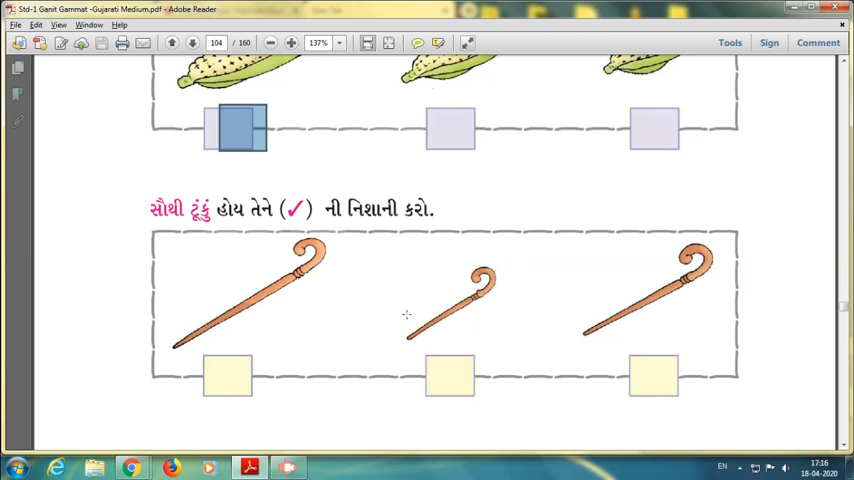 Std-1 Ganit Gammat -Gujarati Medium.pdf - Adobe Reader
File Edit View Window Help
104 / 160 137% Tools Sign Comment
સૌથી ટૂંકું હોય તેને (✓) ની નિશાની કરો.
EN 17:16
18-04-2020